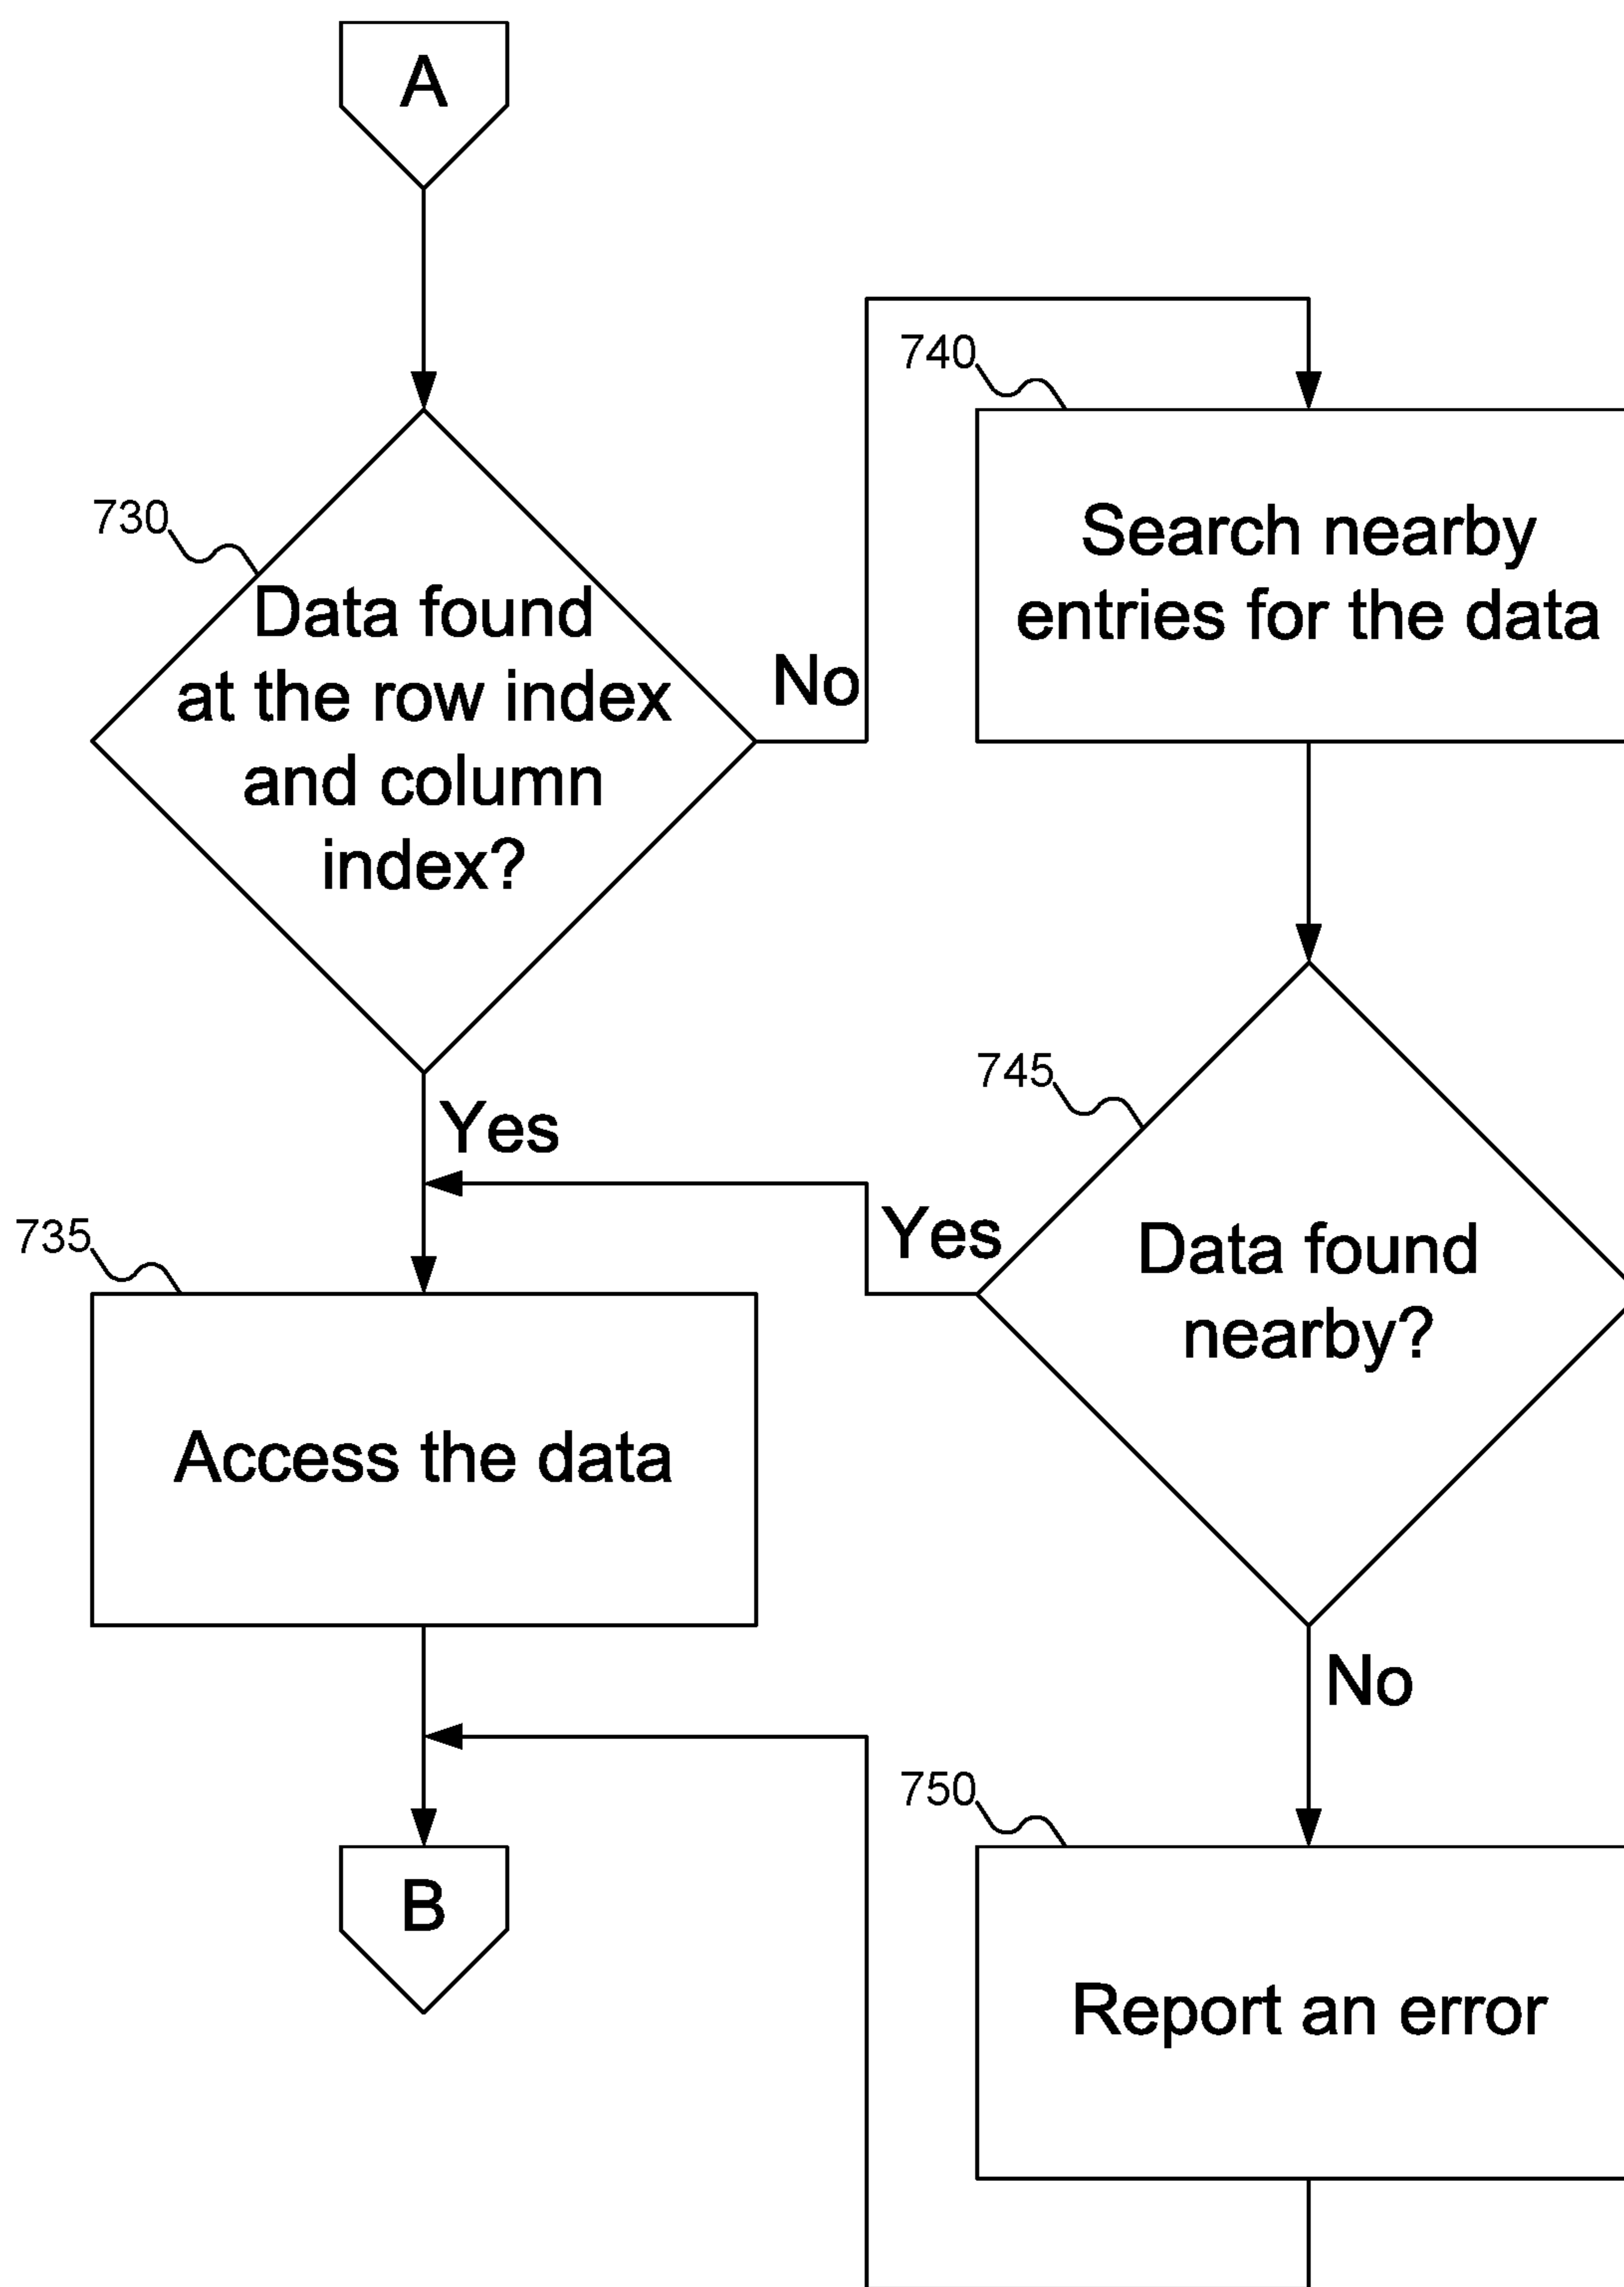 A
730
Data found
at the row index
and column
index?
No
740
Search nearby
entries for the data
Yes
745
Data found
nearby?
Yes
735
Access the data
No
750
Report an error
B